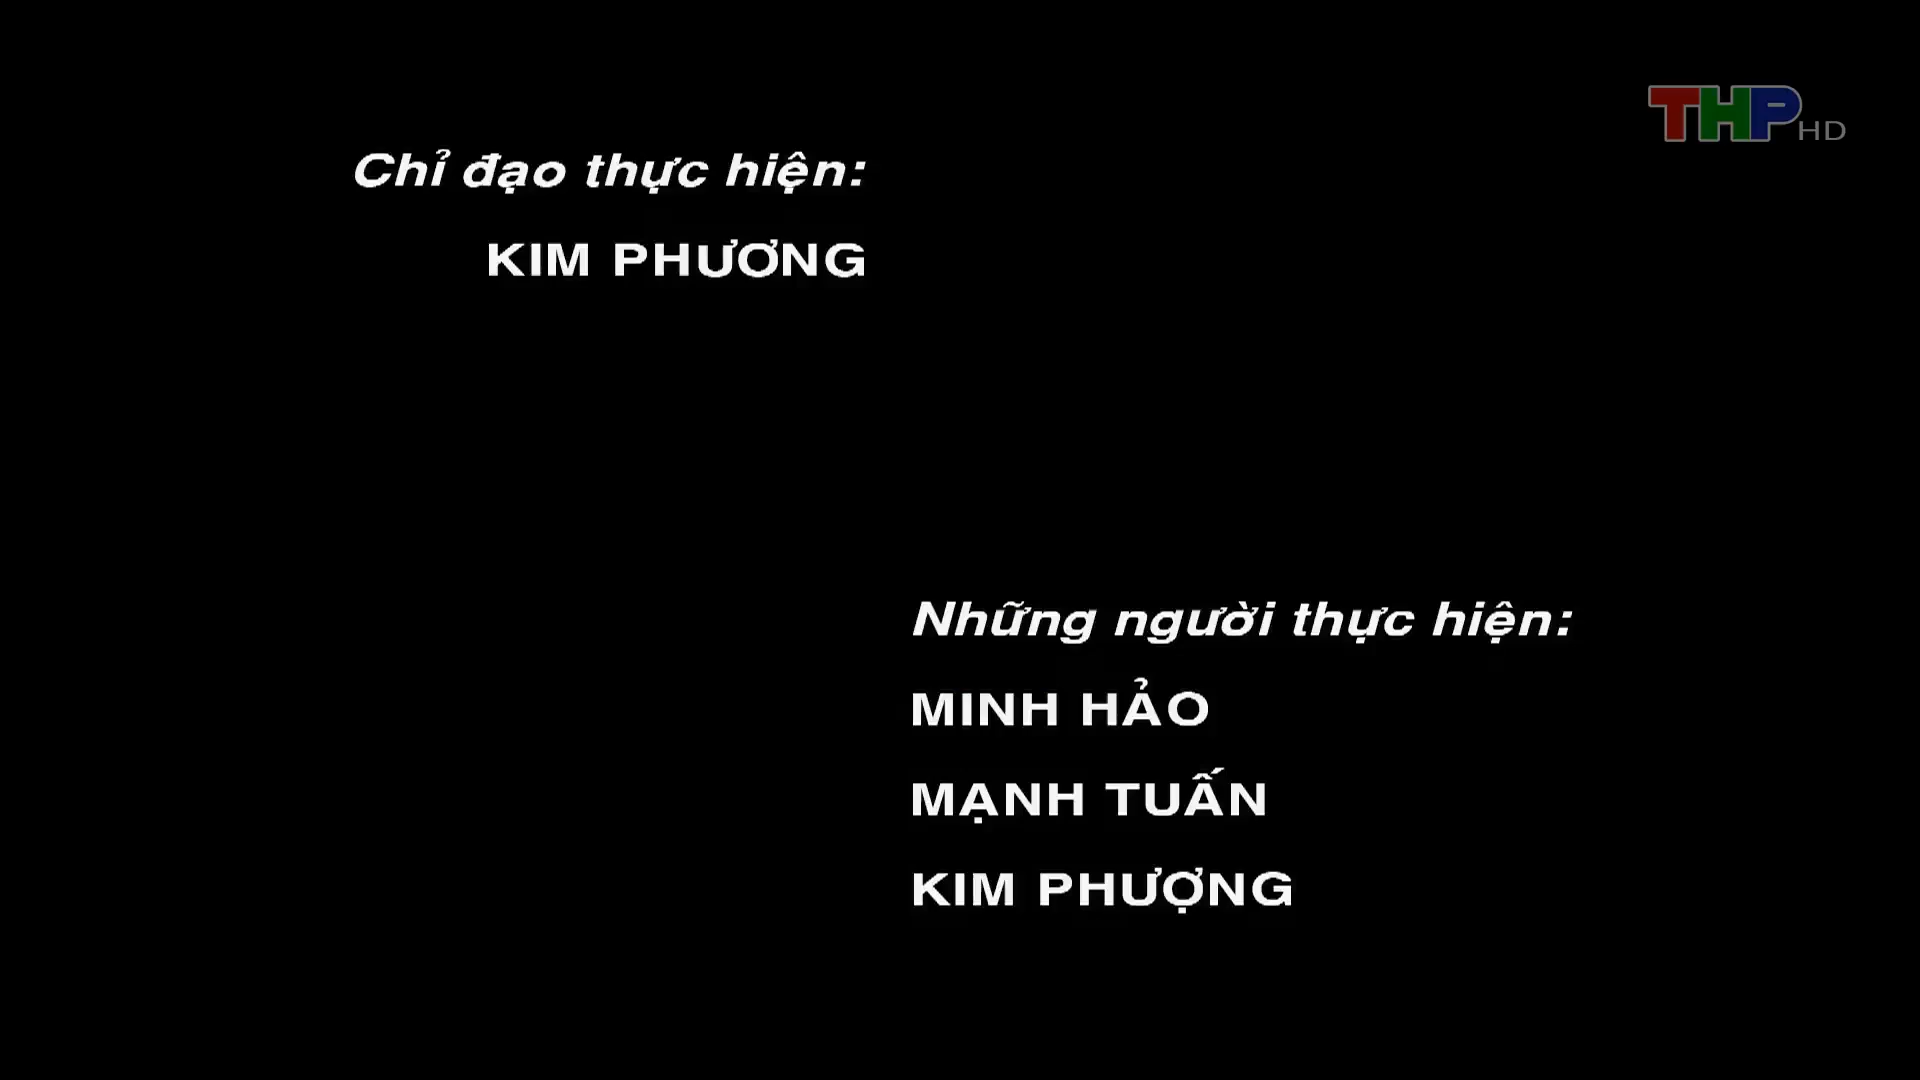 THP HD
Chỉ đạo thực hiện:
KIM PHƯƠNG
Những người thực hiện:
MINH HẢO
MẠNH TUẤN
KIM PHƯỢNG